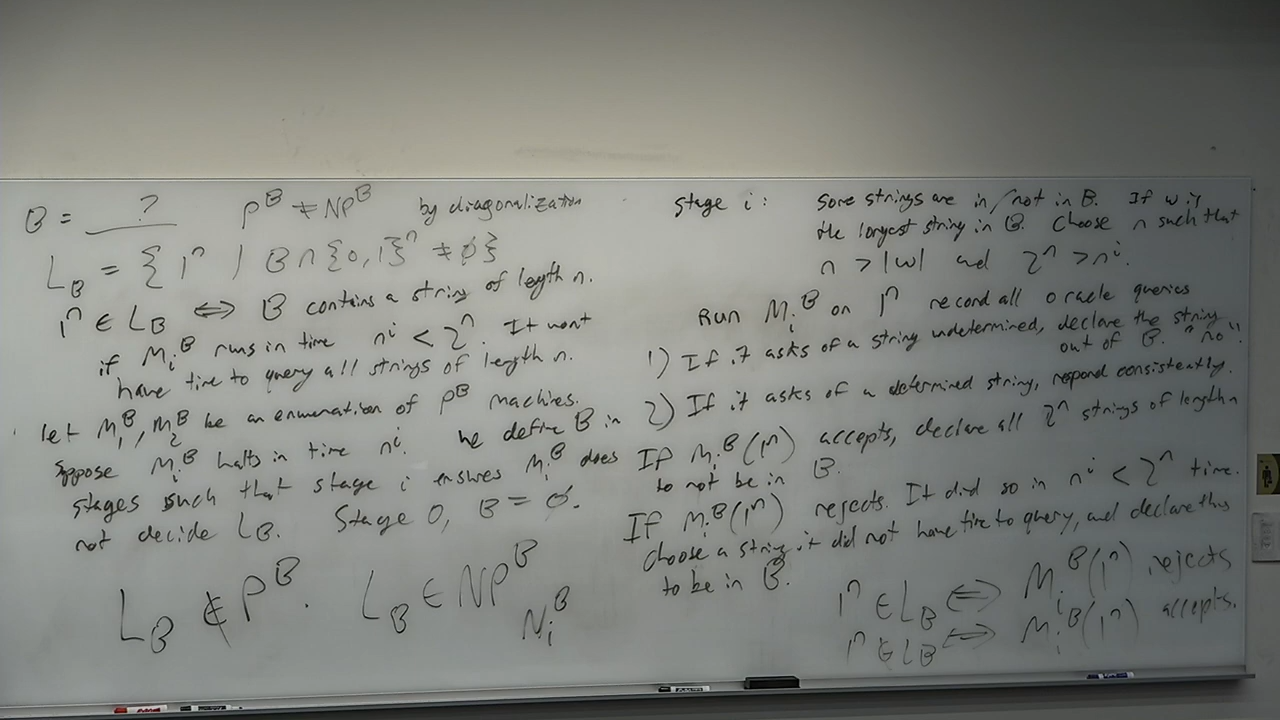 B = ? P^B ≠ NP^B by diagonalization
L_B = { 1^n | B ∩ {0,1}^n ≠ ∅}
1^n ∈ L_B ⇔ B contains a string of legth n.
if M_i^B runs in time n^i < 2^n. It wont
have time to query all strings of length n.
let M_1^B, M_2^B be an enumeration of P^B machines.
Suppose M_i^B halts in time n^i. We define B in
stages such that stage i ensures M_i^B does
not decide L_B. Stage 0, B = ∅.
L_B ∉ P^B. L_B ∈ NP^B
N_i^B
Stage i: Some strings are in/not in B. If w is
the longest string in B. Choose n such that
n > |w| and 2^n > n^i.
Run M_i^B on 1^n record all oracle queries
1) If it asks of a string undetermined, declare the string
out of B. "no".
2) If it asks of a determined string, respond consistently.
If M_i^B(1^n) accepts, declare all 2^n strings of length n
to not be in B.
If M_i^B(1^n) rejects. It did so in n^i < 2^n time.
Choose a string it did not have time to query, and declare this
to be in B.
1^n ∈ L_B ⇔ M_i^B(1^n) rejects
1^n ∉ L_B ⇔ M_i^B(1^n) accepts.